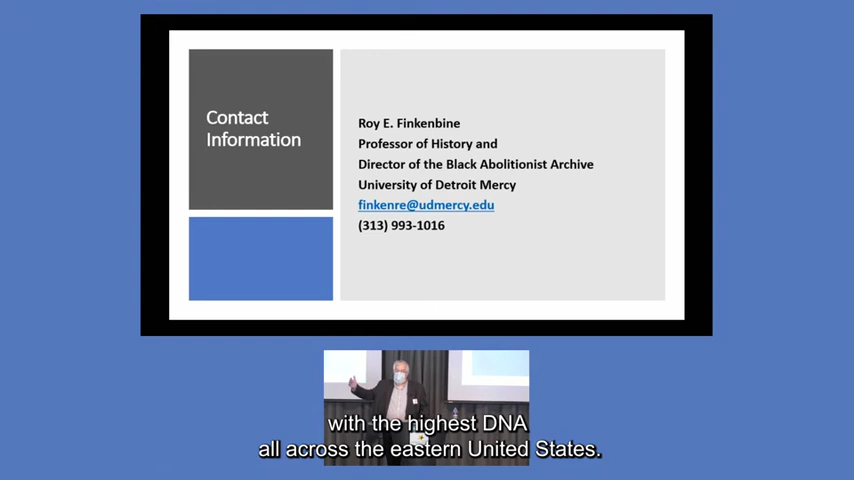 Contact
Information
Roy E. Finkenbine
Professor of History and
Director of the Black Abolitionist Archive
University of Detroit Mercy
finkenre@udmercy.edu
(313) 993-1016
with the highest DNA
all across the eastern United States.